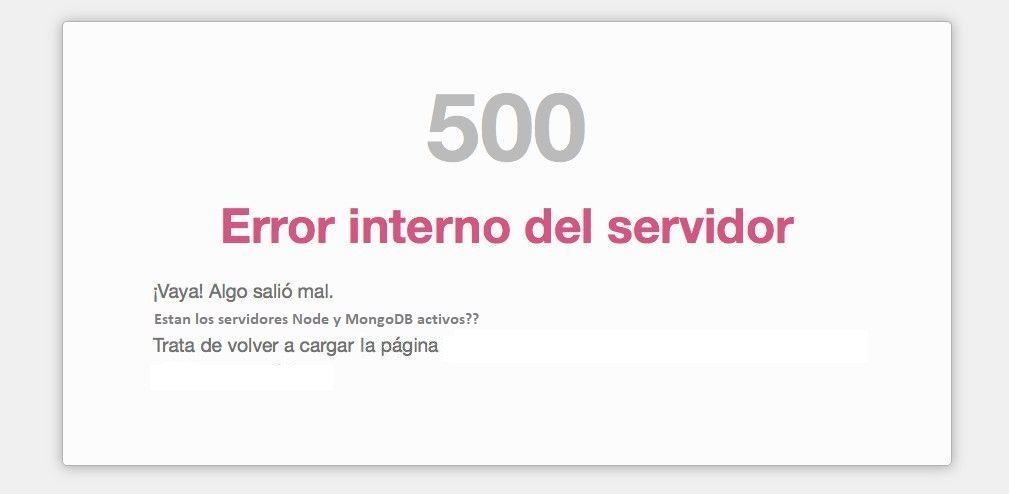 500
Error interno del servidor
¡Vaya! Algo salió mal.
Estan los servidores Node y MongoDB activos??
Trata de volver a cargar la página